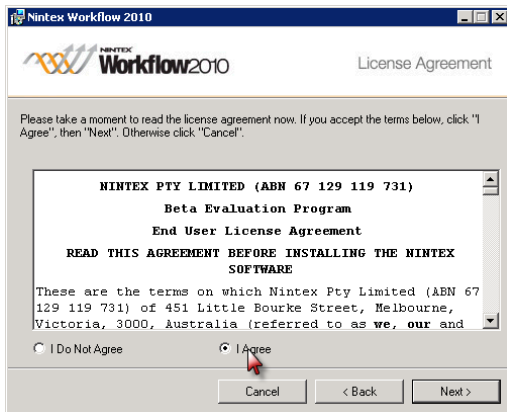 Nintex Workflow 2010
NINTEX
Workflow2010
License Agreement
Please take a moment to read the license agreement now. If you accept the terms below, click "I
Agree", then "Next". Otherwise click "Cancel".
NINTEX PTY LIMITED (ABN 67 129 119 731)
Beta Evaluation Program
End User License Agreement
READ THIS AGREEMENT BEFORE INSTALLING THE NINTEX
SOFTWARE
These are the terms on which Nintex Pty Limited (ABN 67
129 119 731) of 451 Little Bourke Street, Melbourne,
Victoria, 3000, Australia (referred to as we, our and
I Do Not Agree
I Agree
Cancel
< Back
Next >